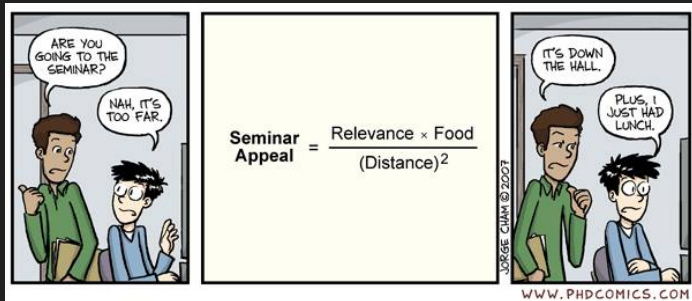 ARE YOU
GOING TO THE
SEMINAR?
NAH, IT'S
TOO FAR.
Seminar
Appeal = Relevance × Food
(Distance)²
IT'S DOWN
THE HALL.
PLUS, I
JUST HAD
LUNCH.
JORGE CHAM © 2007
WWW.PHDCOMICS.COM